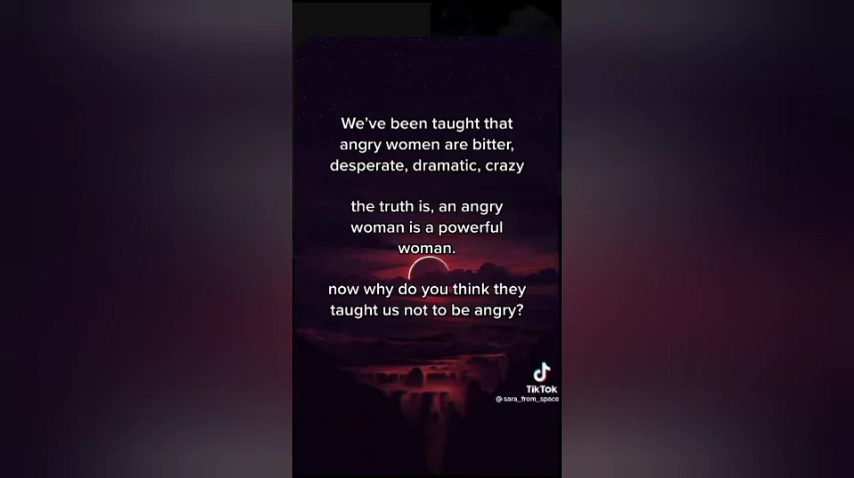 We've been taught that
angry women are bitter,
desperate, dramatic, crazy
the truth is, an angry
woman is a powerful
woman.
now why do you think they
taught us not to be angry?
TikTok
@sara_from_space